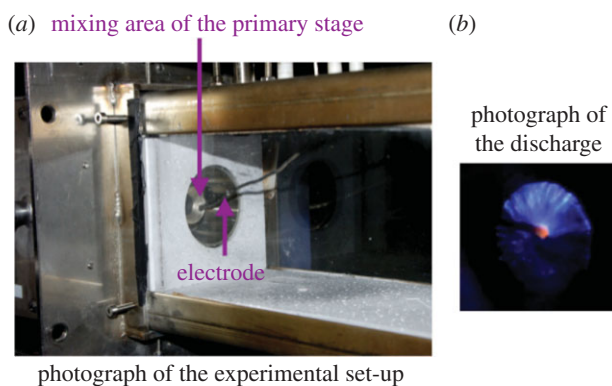 (a) mixing area of the primary stage
electrode
photograph of the experimental set-up
(b)
photograph of
the discharge